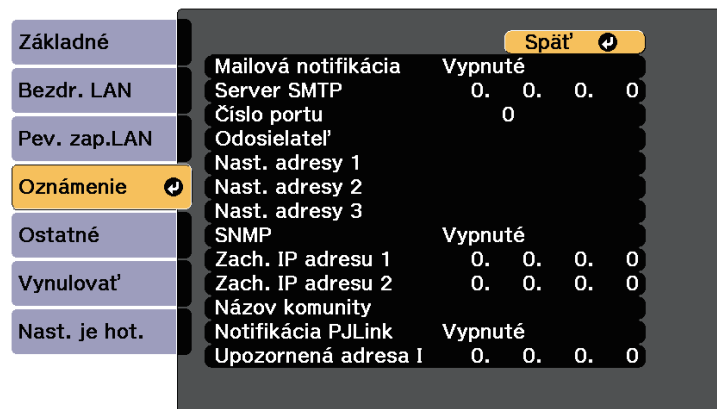 Základné
Bezdr. LAN
Pev. zap.LAN
Oznámenie
Ostatné
Vynulovať
Nast. je hot.
Späť
Mailová notifikácia Vypnuté
Server SMTP 0. 0. 0. 0
Číslo portu 0
Odosielateľ
Nast. adresy 1
Nast. adresy 2
Nast. adresy 3
SNMP Vypnuté
Zach. IP adresu 1 0. 0. 0. 0
Zach. IP adresu 2 0. 0. 0. 0
Názov komunity
Notifikácia PJLink Vypnuté
Upozornená adresa I 0. 0. 0. 0